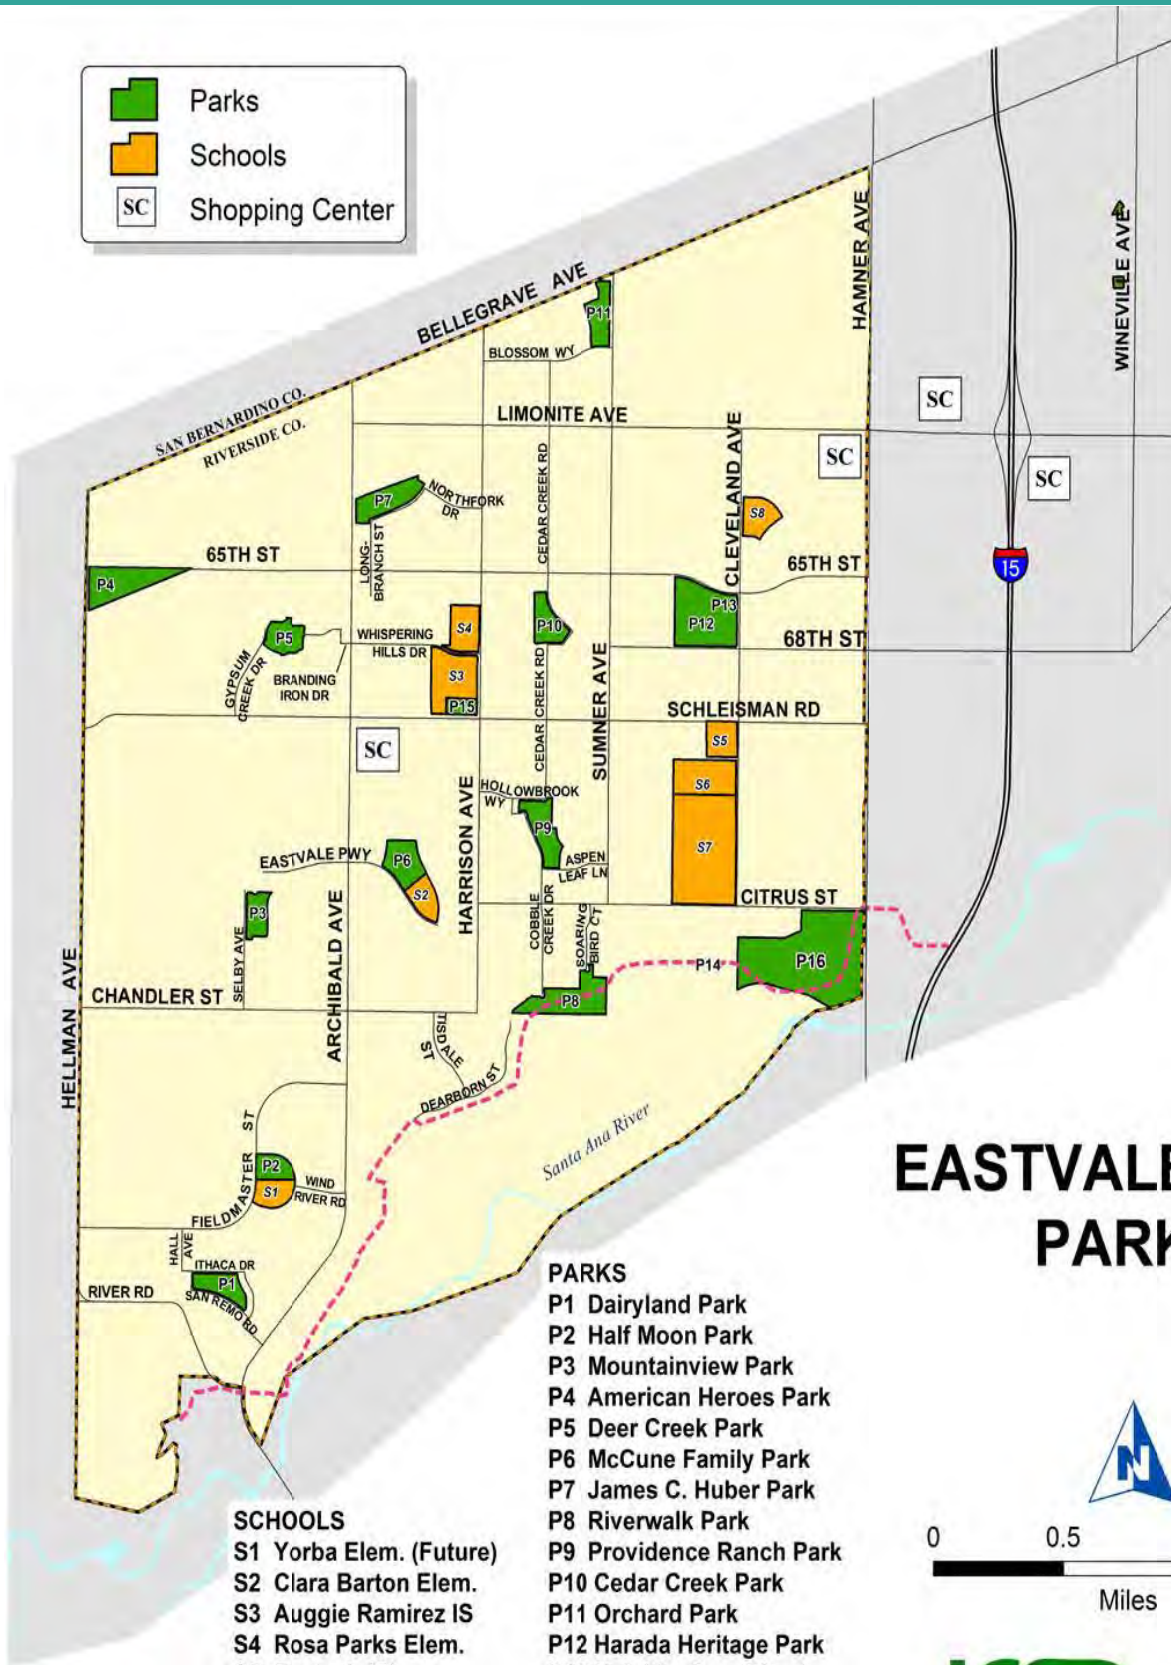 Parks
Schools
SC Shopping Center
BELLEGRAVE AVE
HAMNER AVE
WINEVILLE AVE
P11
BLOSSOM WY
SAN BERNARDINO CO.
RIVERSIDE CO.
LIMONITE AVE
SC
SC
SC
CEDAR CREEK RD
CLEVELAND AVE
P7
NORTHFORK
DR
S8
LONG-
BRANCH ST
65TH ST
65TH ST
15
P4
P13
P12
P10
S4
P5
WHISPERING
HILLS DR
68TH ST
GYPSUM
CREEK DR
BRANDING
IRON DR
S3
P15
CEDAR CREEK RD
SUMNER AVE
SCHLEISMAN RD
SC
S5
S6
S7
HARRISON AVE
HOLLOWBROOK
WY
P9
ASPEN
LEAF LN
EASTVALE PWY
P6
S2
CITRUS ST
COBBLE
CREEK DR
SOARING
BIRD CT
P3
SELBY AVE
ARCHIBALD AVE
P14
P16
HELLMAN AVE
CHANDLER ST
P8
TISDALE
ST
DEARBORN ST
Santa Ana River
FIELDMASTER ST
P2
S1
WIND
RIVER RD
HALL
AVE
ITHACA DR
P1
SAN REMO RD
RIVER RD
EASTVALE
PARK
PARKS
P1 Dairyland Park
P2 Half Moon Park
P3 Mountainview Park
P4 American Heroes Park
P5 Deer Creek Park
P6 McCune Family Park
P7 James C. Huber Park
P8 Riverwalk Park
P9 Providence Ranch Park
P10 Cedar Creek Park
P11 Orchard Park
P12 Harada Heritage Park
SCHOOLS
S1 Yorba Elem. (Future)
S2 Clara Barton Elem.
S3 Auggie Ramirez IS
S4 Rosa Parks Elem.
N
0 0.5
Miles